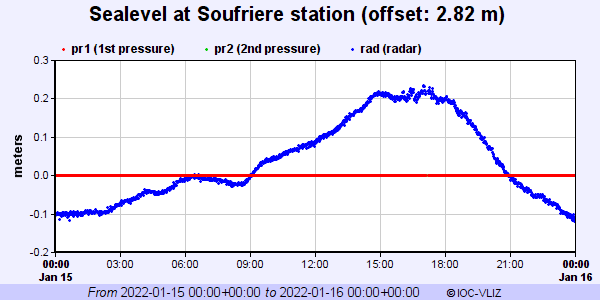 Sealevel at Soufriere station (offset: 2.82 m)
pr1 (1st pressure) pr2 (2nd pressure) rad (radar)
0.3
0.2
0.1
0.0
-0.1
-0.2
meters
00:00 03:00 06:00 09:00 12:00 15:00 18:00 21:00 00:00
Jan 15 Jan 16
From 2022-01-15 00:00+00:00 to 2022-01-16 00:00+00:00 © IOC-VLIZ